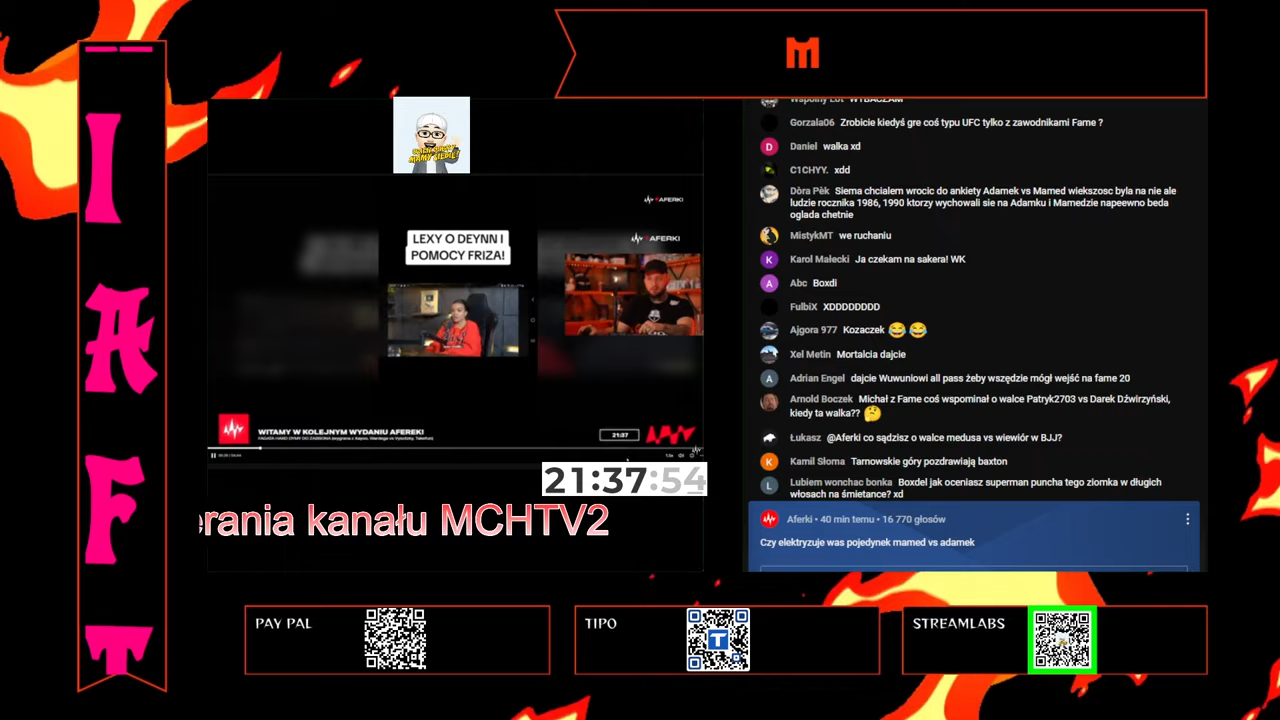 M
I
A
F
T
MAMY CIEBIE!
AFERKI
AFERKI
LEXY O DEYNN I
POMOCY FRIZA!
WITAMY W KOLEJNYM WYDANIU AFEREK!
21:37
21:37:54
erania kanału MCHTV2
Wspólny Lot WYBACZAM
Gorzala06 Zrobicie kiedyś gre coś typu UFC tylko z zawodnikami Fame ?
Daniel walka xd
C1CHYY. xdd
Dòra Pèk Siema chcialem wrocic do ankiety Adamek vs Mamed wiekszosc byla na nie ale
ludzie rocznika 1986, 1990 ktorzy wychowali sie na Adamku i Mamedzie napeewno beda
oglada chetnie
MistykMT we ruchaniu
K Karol Małecki Ja czekam na sakera! WK
A Abc Boxdi
FulbiX XDDDDDDDD
Ajgora 977 Kozaczek 😂😂
Xel Metin Mortalcia dajcie
A Adrian Engel dajcie Wuwuniowi all pass żeby wszędzie mógł wejść na fame 20
Arnold Boczek Michał z Fame coś wspominał o walce Patryk2703 vs Darek Dźwirzyński,
kiedy ta walka?? 🤔
Łukasz @Aferki co sądzisz o walce medusa vs wiewiór w BJJ?
K Kamil Słoma Tarnowskie góry pozdrawiają baxton
L Lubiem wonchac bonka Boxdel jak oceniasz superman puncha tego ziomka w długich
włosach na śmietance? xd
Aferki • 40 min temu • 16 770 głosów
Czy elektryzuje was pojedynek mamed vs adamek
PAY PAL
TIPO
T
STREAMLABS